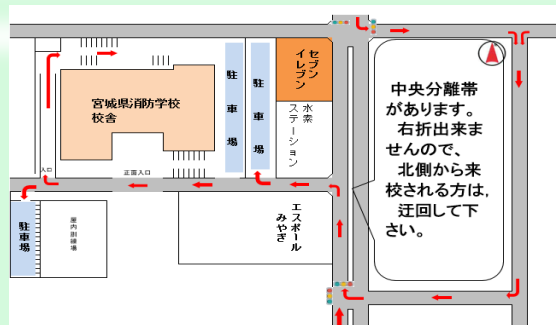 セブン
イレブン
駐車場
駐車場
水素
ステーション
宮城県消防学校
校舎
中央分離帯
があります。
右折出来ま
せんので、
北側から来
校される方は,
迂回して下
さい。
入口
正面入口
エスポール
みやぎ
駐車場
屋内訓練場